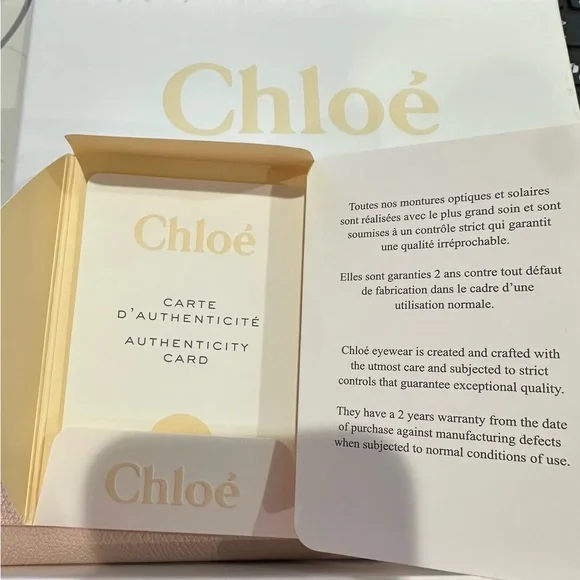 Chloé
Chloé
CARTE
D'AUTHENTICITÉ
AUTHENTICITY
CARD
Chloé
Toutes nos montures optiques et solaires
sont réalisées avec le plus grand soin et sont
soumises à un contrôle strict qui garantit
une qualité irréprochable.
Elles sont garanties 2 ans contre tout défaut
de fabrication dans le cadre d'une
utilisation normale.
Chloé eyewear is created and crafted with
the utmost care and subjected to strict
controls that guarantee exceptional quality.
They have a 2 years warranty from the date
of purchase against manufacturing defects
when subjected to normal conditions of use.